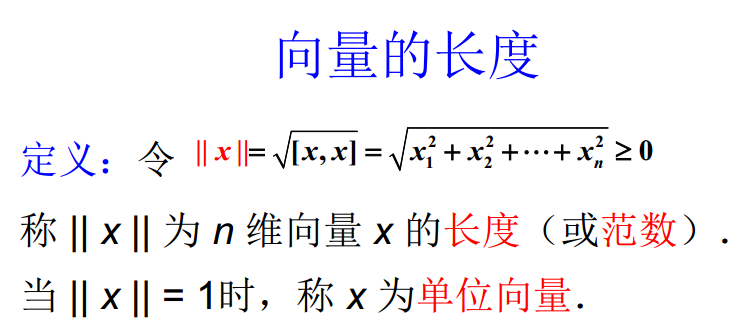 向量的长度
定义：令 || x ||= √[x, x] = √x₁² + x₂² + ⋯ + xₙ² ≥ 0
称 || x || 为 n 维向量 x 的长度（或范数）.
当 || x || = 1时，称 x 为单位向量.